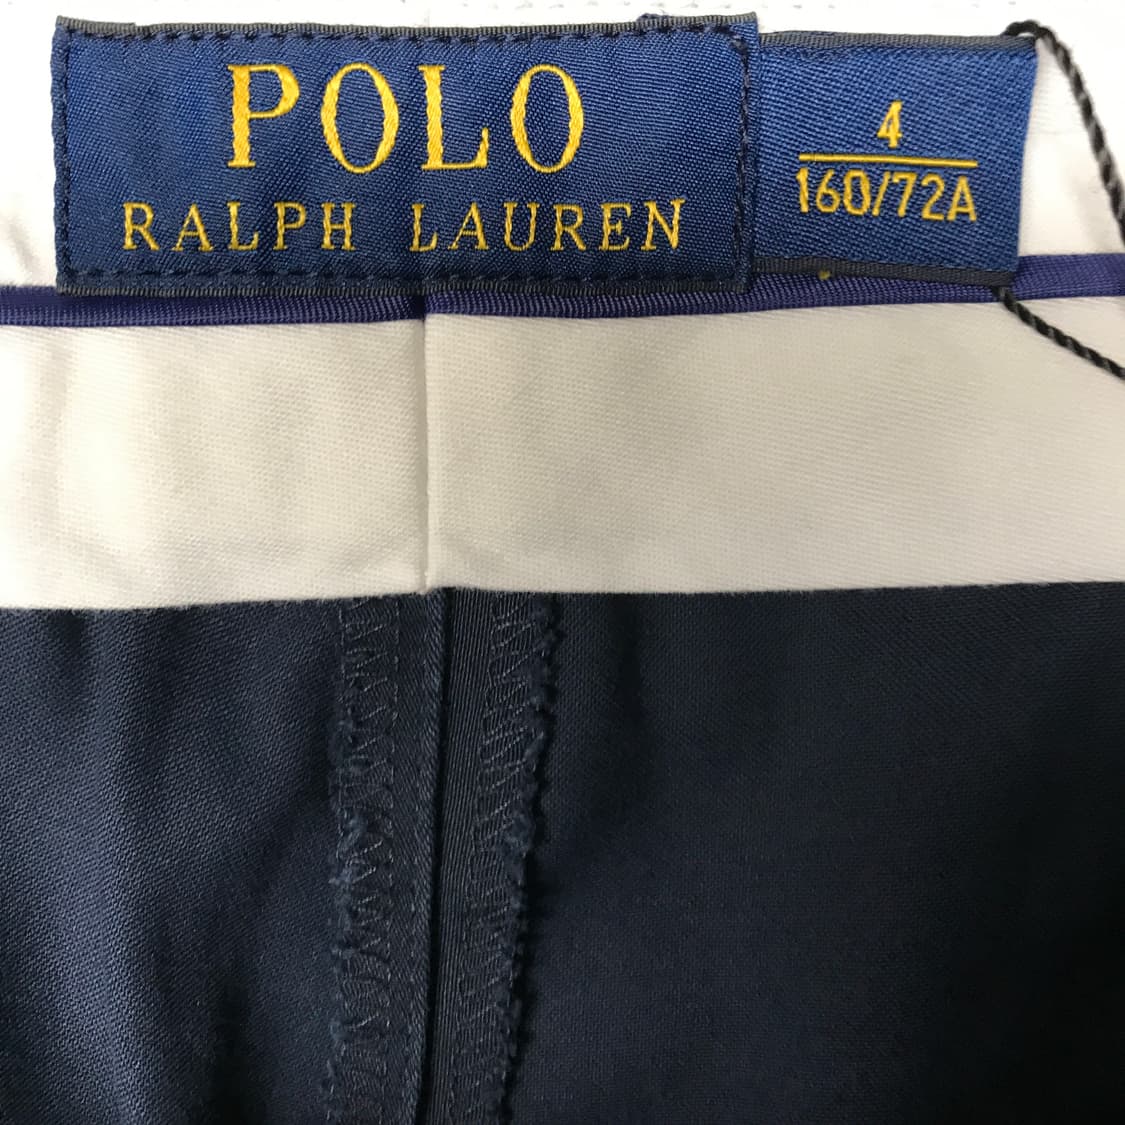 POLO
RALPH LAUREN
4
160/72A